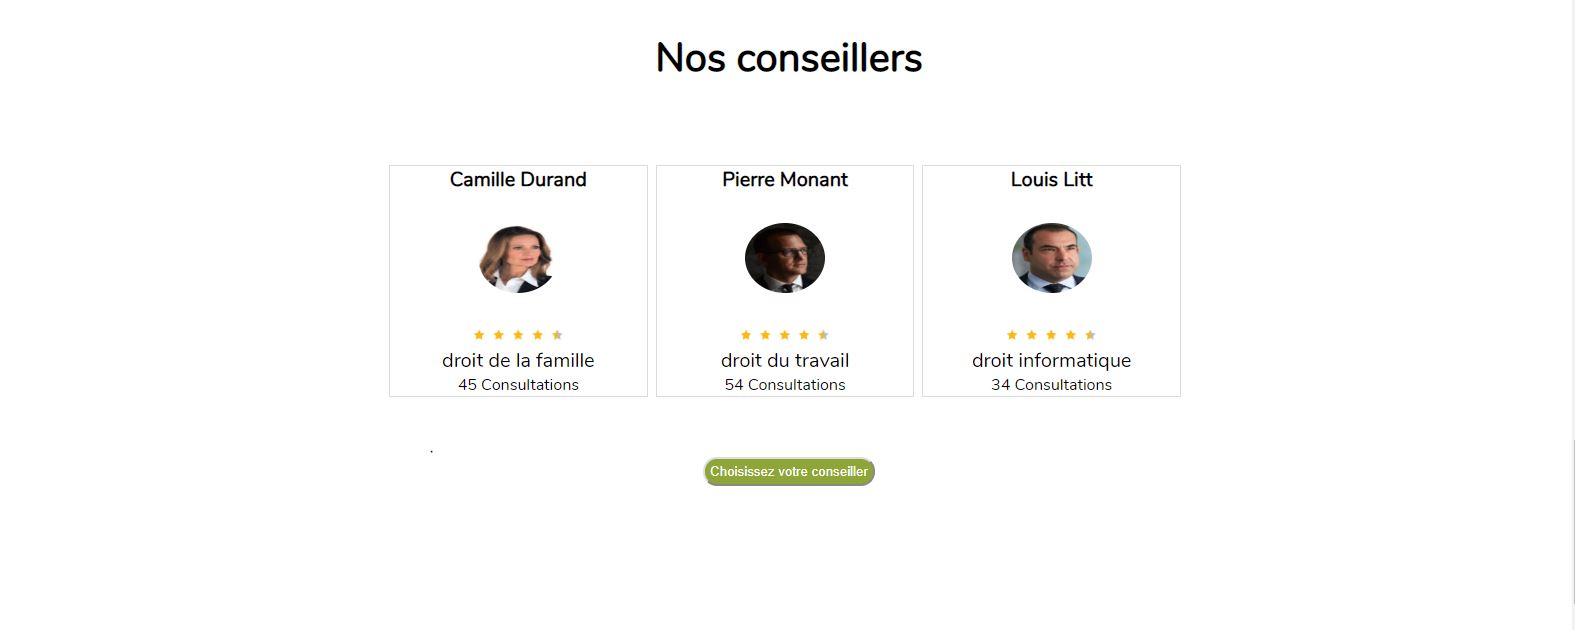 Nos conseillers
Camille Durand
Pierre Monant
Louis Litt
droit de la famille
droit du travail
droit informatique
45 Consultations
54 Consultations
34 Consultations
.
Choisissez votre conseiller